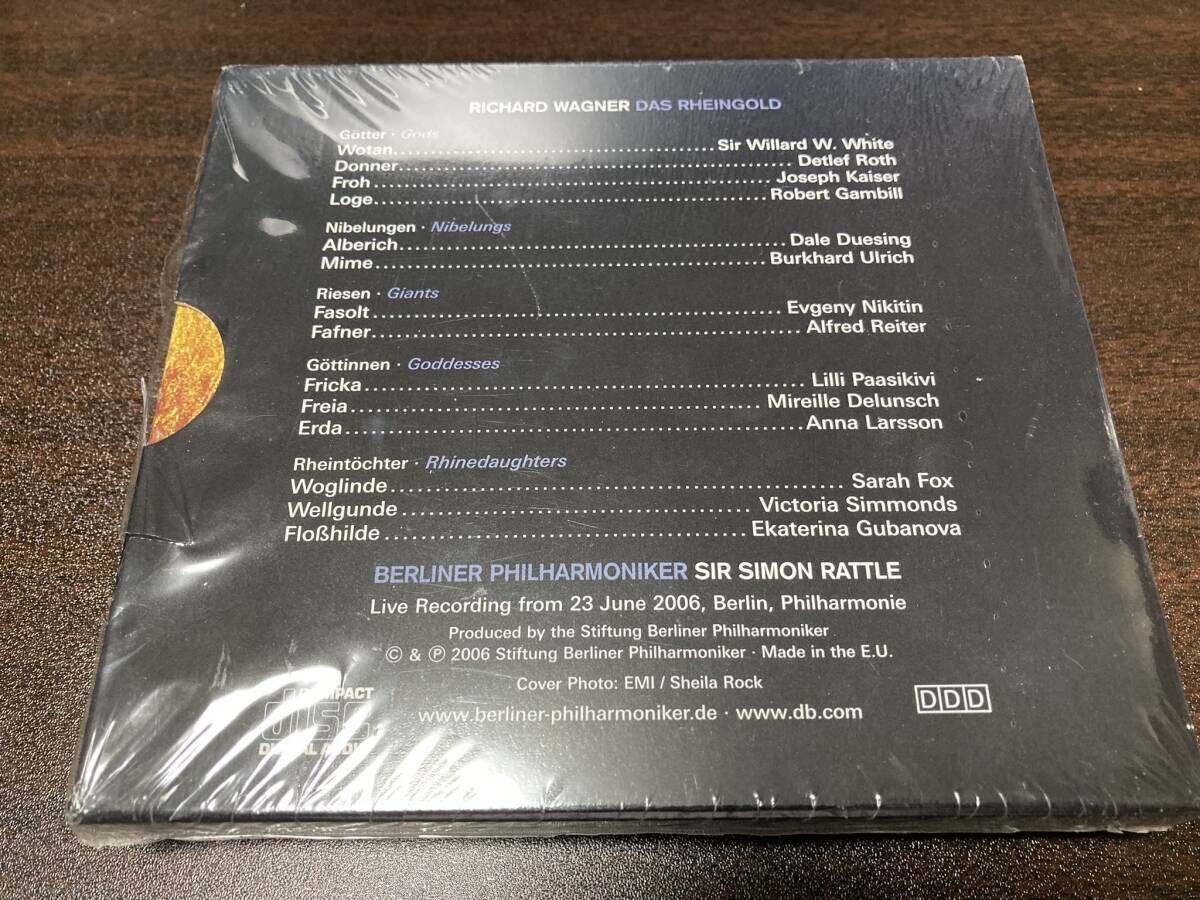 RICHARD WAGNER DAS RHEINGOLD
Götter · Gods
Wotan........................................Sir Willard W. White
Donner........................................Detlef Roth
Froh........................................Joseph Kaiser
Loge........................................Robert Gambill
Nibelungen · Nibelungs
Alberich........................................Dale Duesing
Mime........................................Burkhard Ulrich
Riesen · Giants
Fasolt........................................Evgeny Nikitin
Fafner........................................Alfred Reiter
Göttinnen · Goddesses
Fricka........................................Lilli Paasikivi
Freia........................................Mireille Delunsch
Erda........................................Anna Larsson
Rheintöchter · Rhinedaughters
Woglinde........................................Sarah Fox
Wellgunde........................................Victoria Simmonds
Floßhilde........................................Ekaterina Gubanova
BERLINER PHILHARMONIKER SIR SIMON RATTLE
Live Recording from 23 June 2006, Berlin, Philharmonie
Produced by the Stiftung Berliner Philharmoniker
© & ℗ 2006 Stiftung Berliner Philharmoniker · Made in the E.U.
Cover Photo: EMI / Sheila Rock
COMPACT
disc
DIGITAL AUDIO
www.berliner-philharmoniker.de · www.db.com
DDD